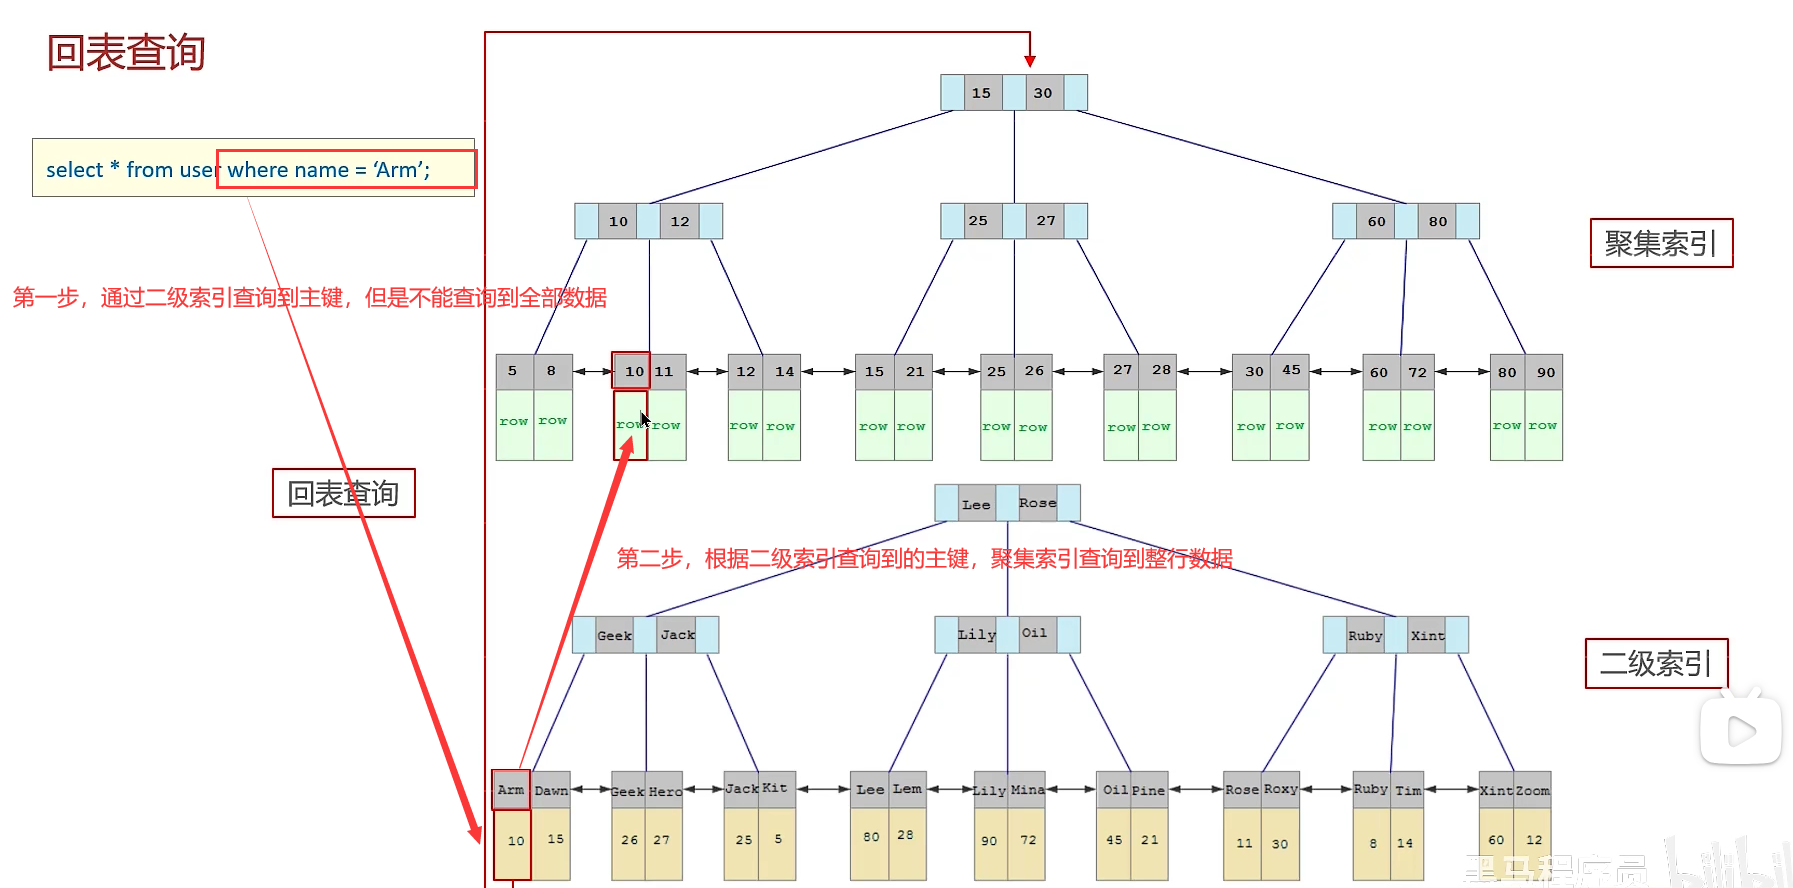 回表查询
select * from user where name = ‘Arm’;
15 30
10 12 25 27 60 80
聚集索引
第一步，通过二级索引查询到主键，但是不能查询到全部数据
5 8 10 11 12 14 15 21 25 26 27 28 30 45 60 72 80 90
row row row row row row row row row row row row row row row row row row
回表查询
Lee Rose
第二步，根据二级索引查询到的主键，聚集索引查询到整行数据
Geek Jack Lily Oil Ruby Xint
二级索引
Arm Dawn Geek Hero Jack Kit Lee Lem Lily Mina Oil Pine Rose Roxy Ruby Tim Xint Zoom
10 15 26 27 25 5 80 28 90 72 45 21 11 30 8 14 60 12
黑马程序员
bilibili